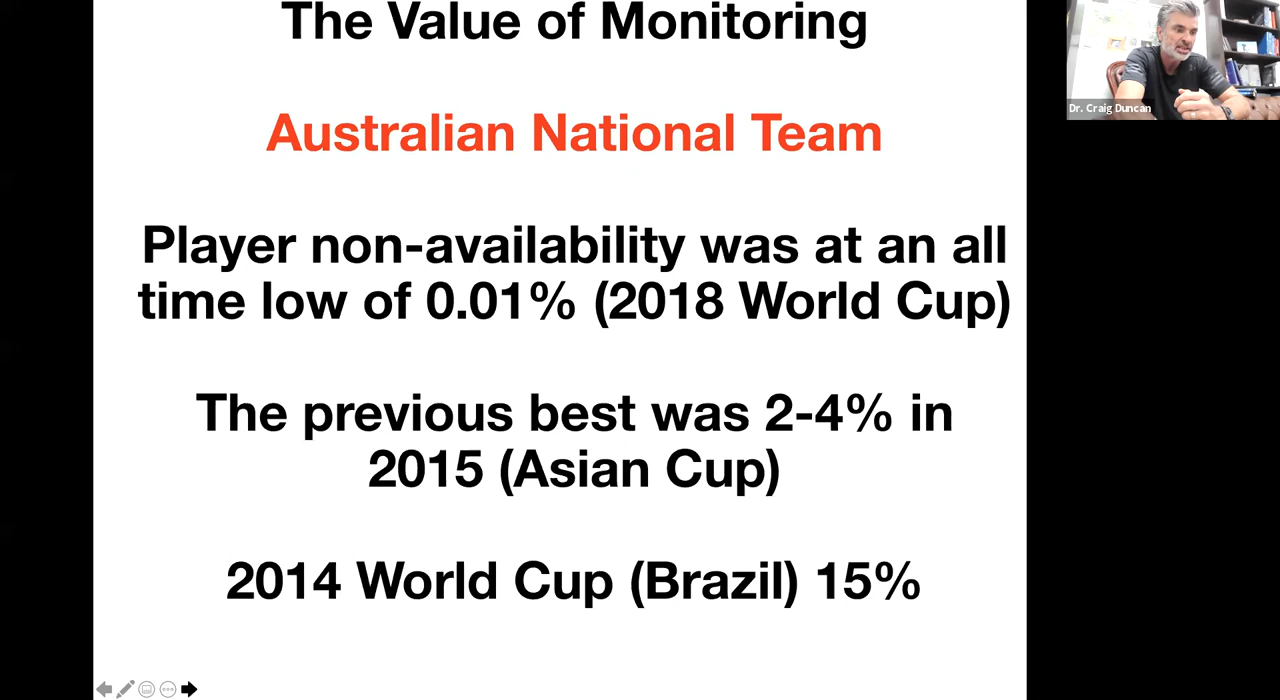 The Value of Monitoring
Australian National Team
Player non-availability was at an all
time low of 0.01% (2018 World Cup)
The previous best was 2-4% in
2015 (Asian Cup)
2014 World Cup (Brazil) 15%
Dr. Craig Duncan